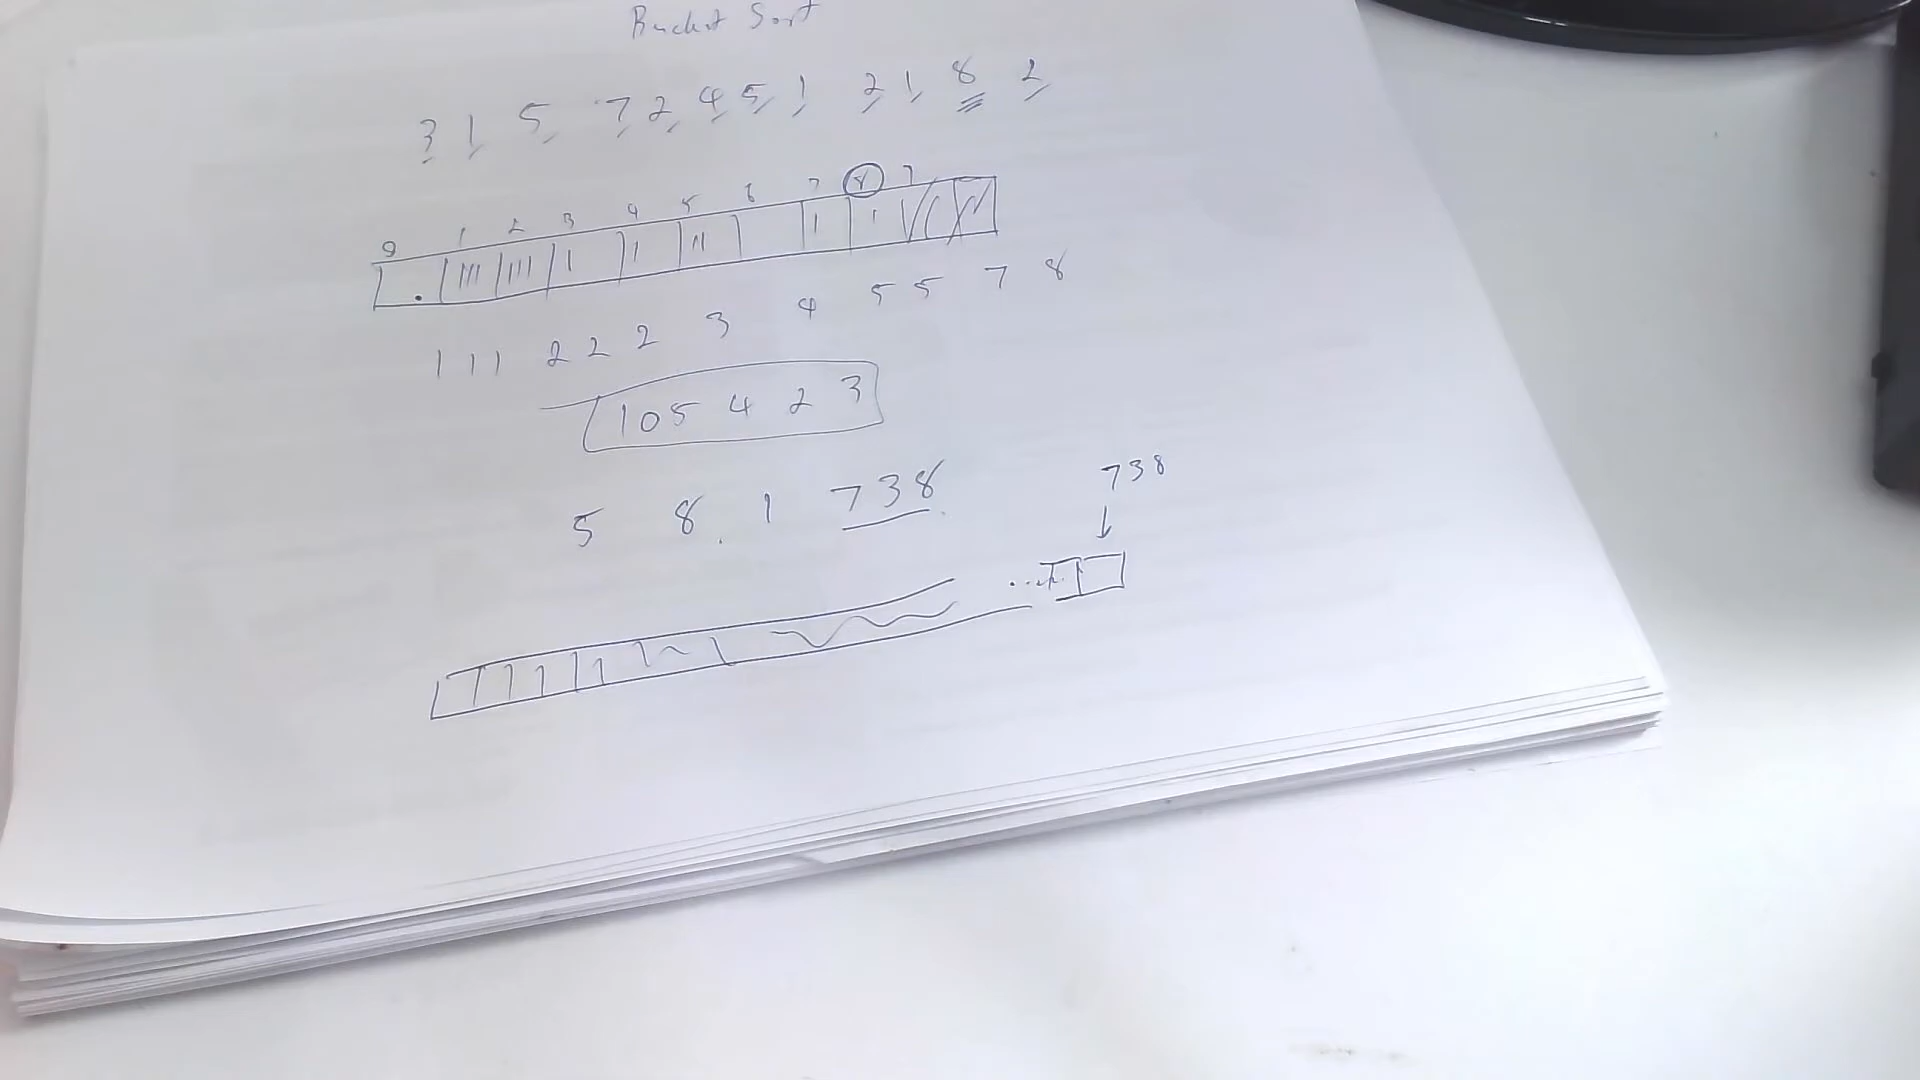 Bucket Sort
3 1 5 7 2 4 5 1 2 1 8 2
0 1 2 3 4 5 6 7 8
||| ||| | | || | |
1 1 1 2 2 2 3 4 5 5 7 8
105 4 2 3
738
5 8 1 738